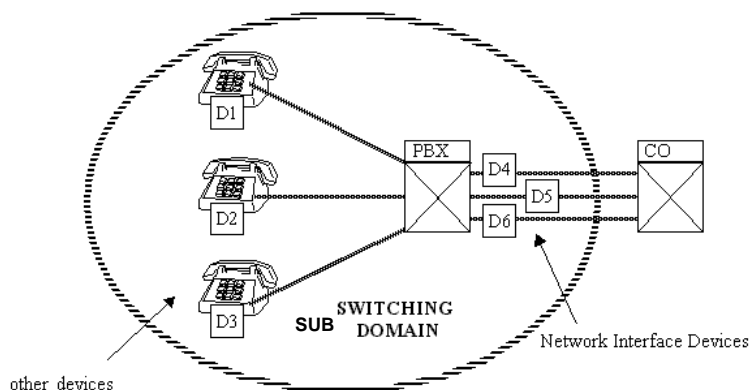 D1
PBX
D4
CO
D2
D5
D6
D3
SUB
SWITCHING
DOMAIN
Network Interface Devices
other devices